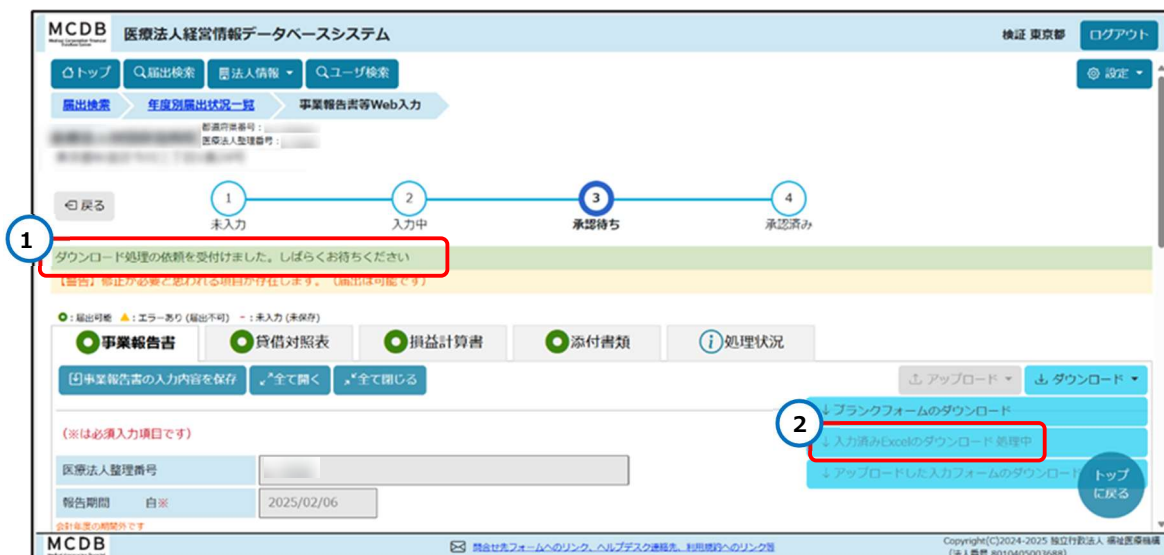 MCDB 医療法人経営情報データベースシステム 検証 東京都 ログアウト
トップ 届出検索 法人情報 ユーザ検索 設定
届出検索 年度別届出状況一覧 事業報告書等Web入力
都道府県番号：
医療法人整理番号：
戻る
1 2 3 4
未入力 入力中 承認待ち 承認済み
1
ダウンロード処理の依頼を受付けました。しばらくお待ちください
【警告】修正が必要と思われる項目が存在します。（届出は可能です）
：届出可能 ：エラーあり (届出不可) - ：未入力 (未保存)
事業報告書 貸借対照表 損益計算書 添付書類 i 処理状況
事業報告書の入力内容を保存 全て開く 全て閉じる アップロード ダウンロード
↓ブランクフォームのダウンロード
2
↓入力済みExcelのダウンロード 処理中
↓アップロードした入力フォームのダウンロード
トップに戻る
（※は必須入力項目です）
医療法人整理番号
報告期間 自※ 2025/02/06
会計年度の期間外です
MCDB 問合せ先フォームへのリンク、ヘルプデスク連絡先、利用規約へのリンク等 Copyright(C)2024-2025 独立行政法人 福祉医療機構
（法人番号 8010405003688）